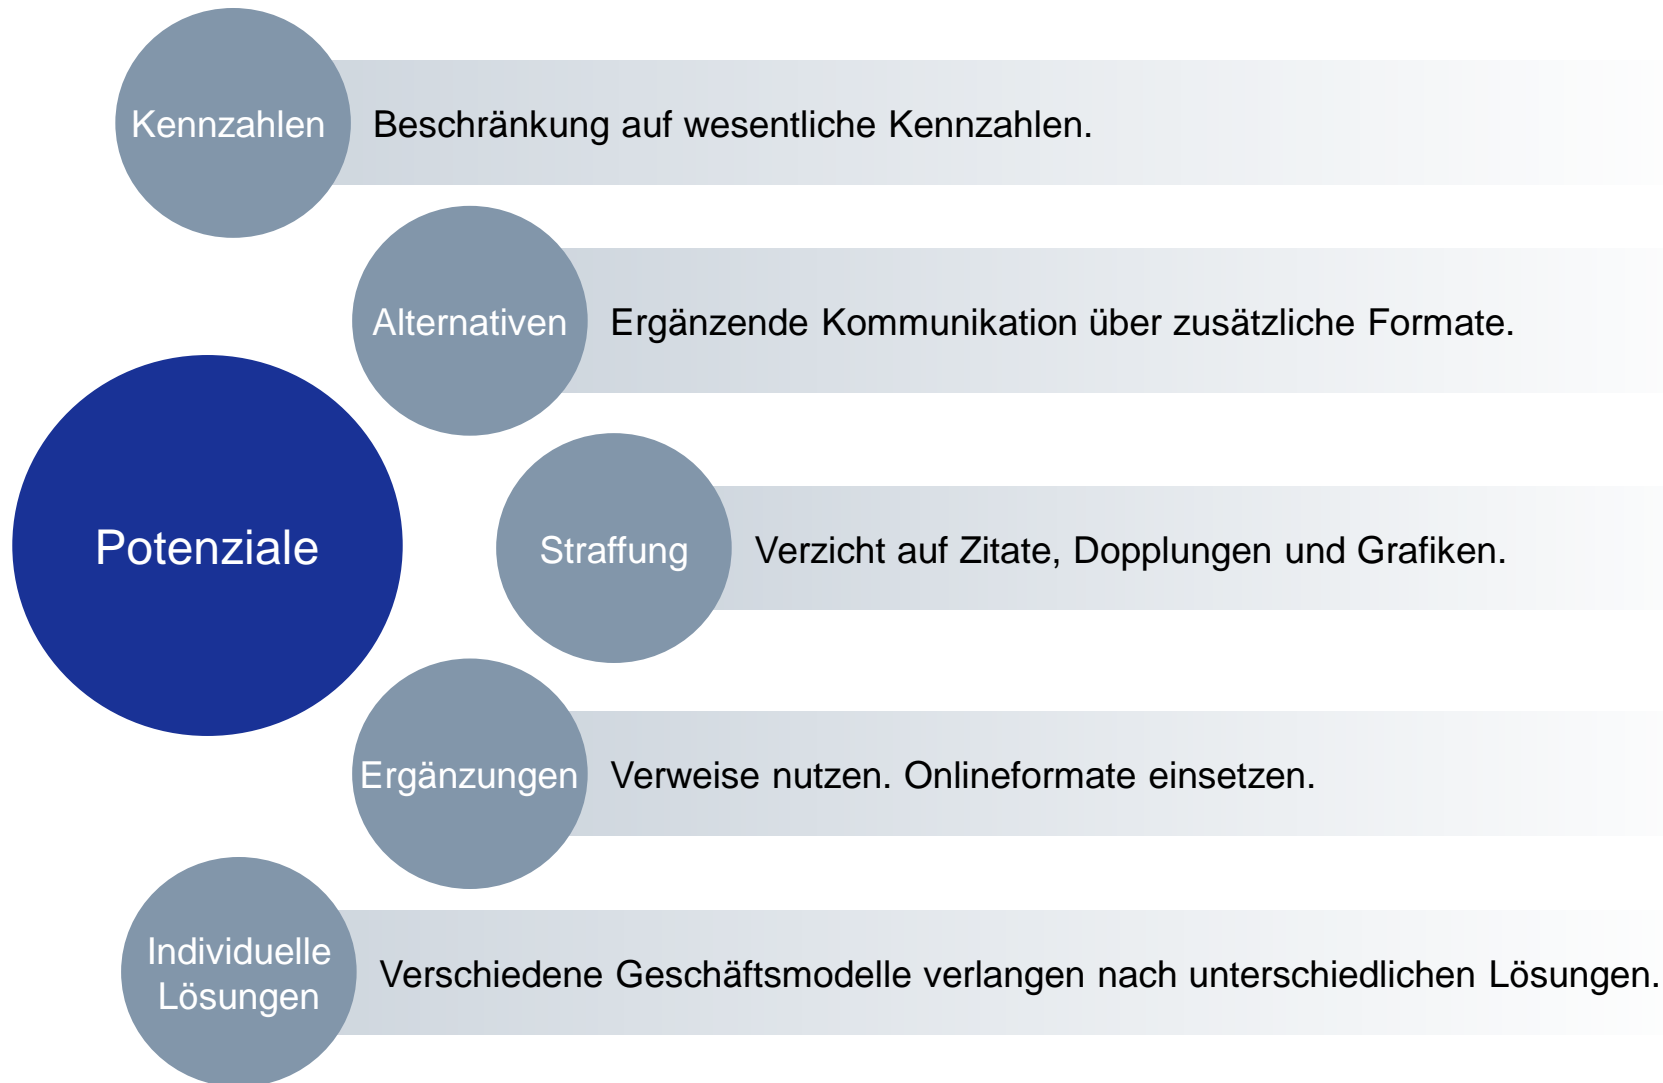 Kennzahlen
Beschränkung auf wesentliche Kennzahlen.
Alternativen
Ergänzende Kommunikation über zusätzliche Formate.
Potenziale
Straffung
Verzicht auf Zitate, Dopplungen und Grafiken.
Ergänzungen
Verweise nutzen. Onlineformate einsetzen.
Individuelle
Lösungen
Verschiedene Geschäftsmodelle verlangen nach unterschiedlichen Lösungen.